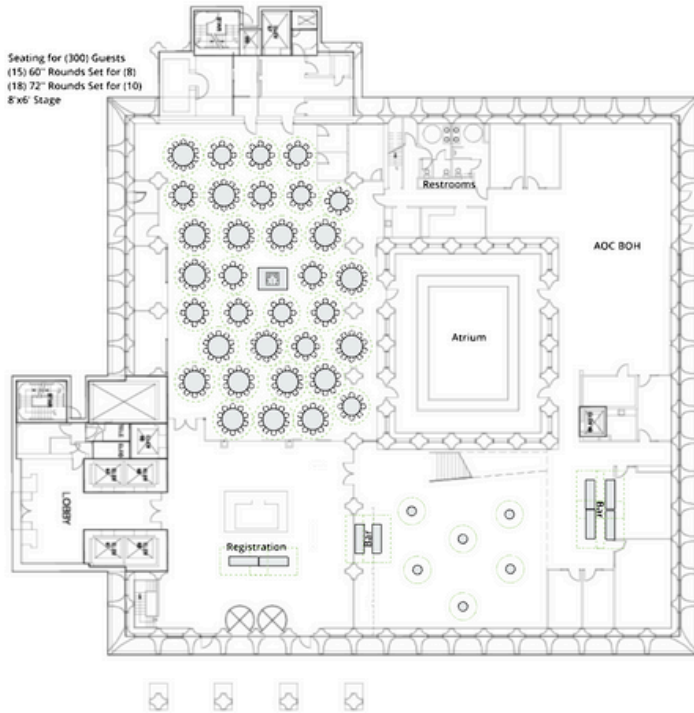 Seating for (300) Guests
(15) 60" Rounds Set for (8)
(18) 72" Rounds Set for (10)
8'x6' Stage
Restrooms
AOC BOH
Atrium
LOBBY
Registration
Bar
Bar